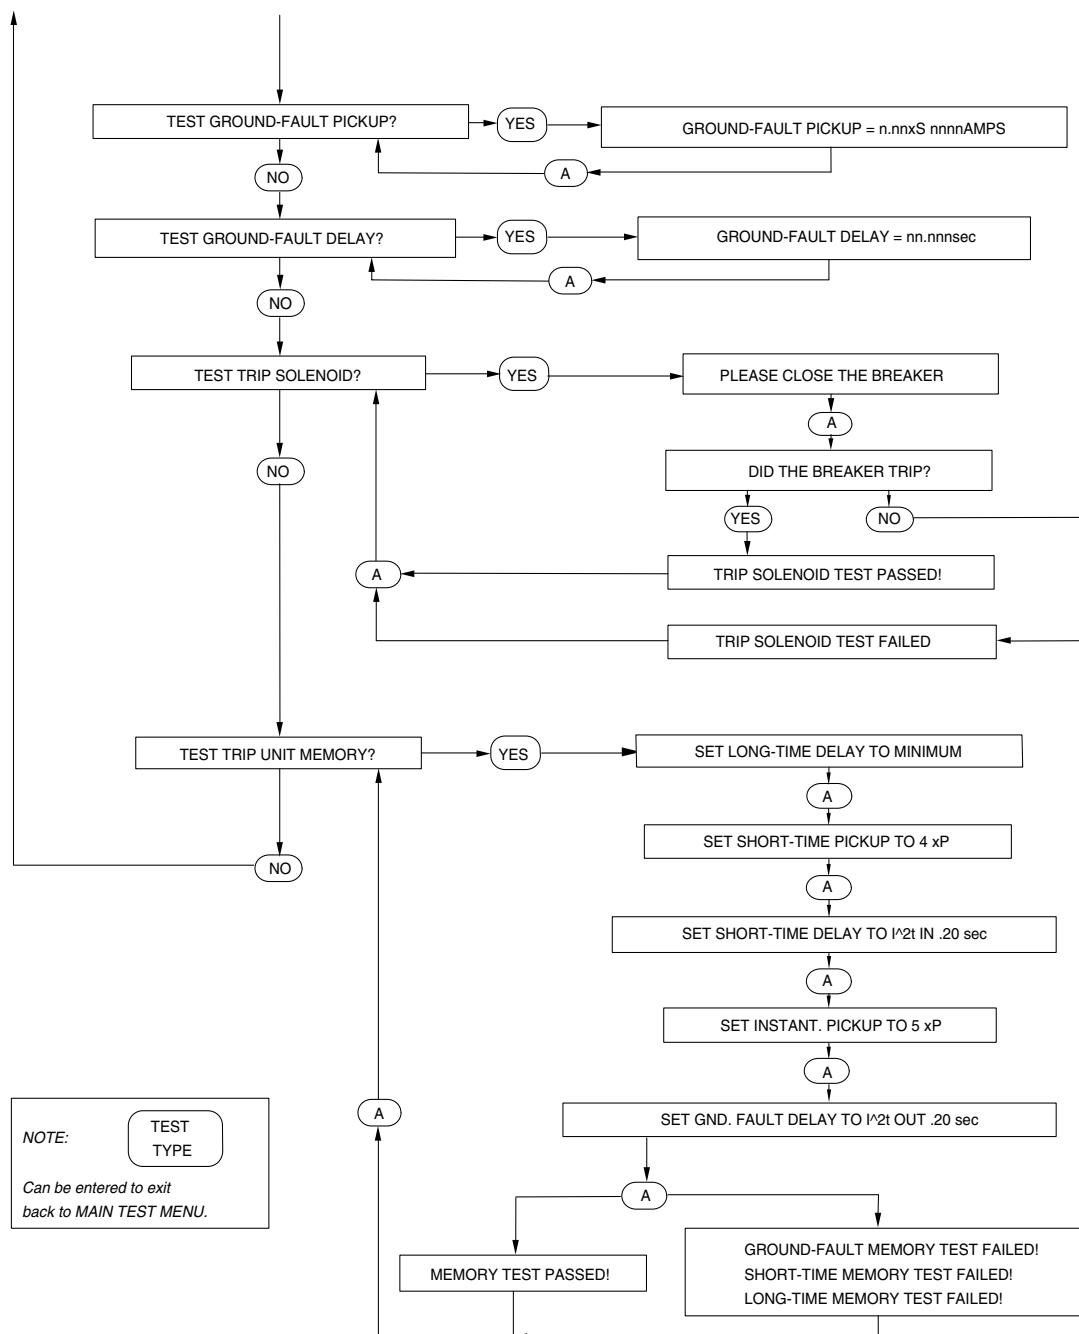 TEST GROUND-FAULT PICKUP?
YES
GROUND-FAULT PICKUP = n.nnxS nnnnAMPS
A
NO
TEST GROUND-FAULT DELAY?
YES
GROUND-FAULT DELAY = nn.nnnsec
A
NO
TEST TRIP SOLENOID?
YES
PLEASE CLOSE THE BREAKER
A
DID THE BREAKER TRIP?
NO
YES
NO
A
TRIP SOLENOID TEST PASSED!
TRIP SOLENOID TEST FAILED
TEST TRIP UNIT MEMORY?
YES
SET LONG-TIME DELAY TO MINIMUM
A
SET SHORT-TIME PICKUP TO 4 xP
NO
A
SET SHORT-TIME DELAY TO I^2t IN .20 sec
A
SET INSTANT. PICKUP TO 5 xP
A
A
SET GND. FAULT DELAY TO I^2t OUT .20 sec
NOTE:
TEST
TYPE
Can be entered to exit
back to MAIN TEST MENU.
A
MEMORY TEST PASSED!
GROUND-FAULT MEMORY TEST FAILED!
SHORT-TIME MEMORY TEST FAILED!
LONG-TIME MEMORY TEST FAILED!